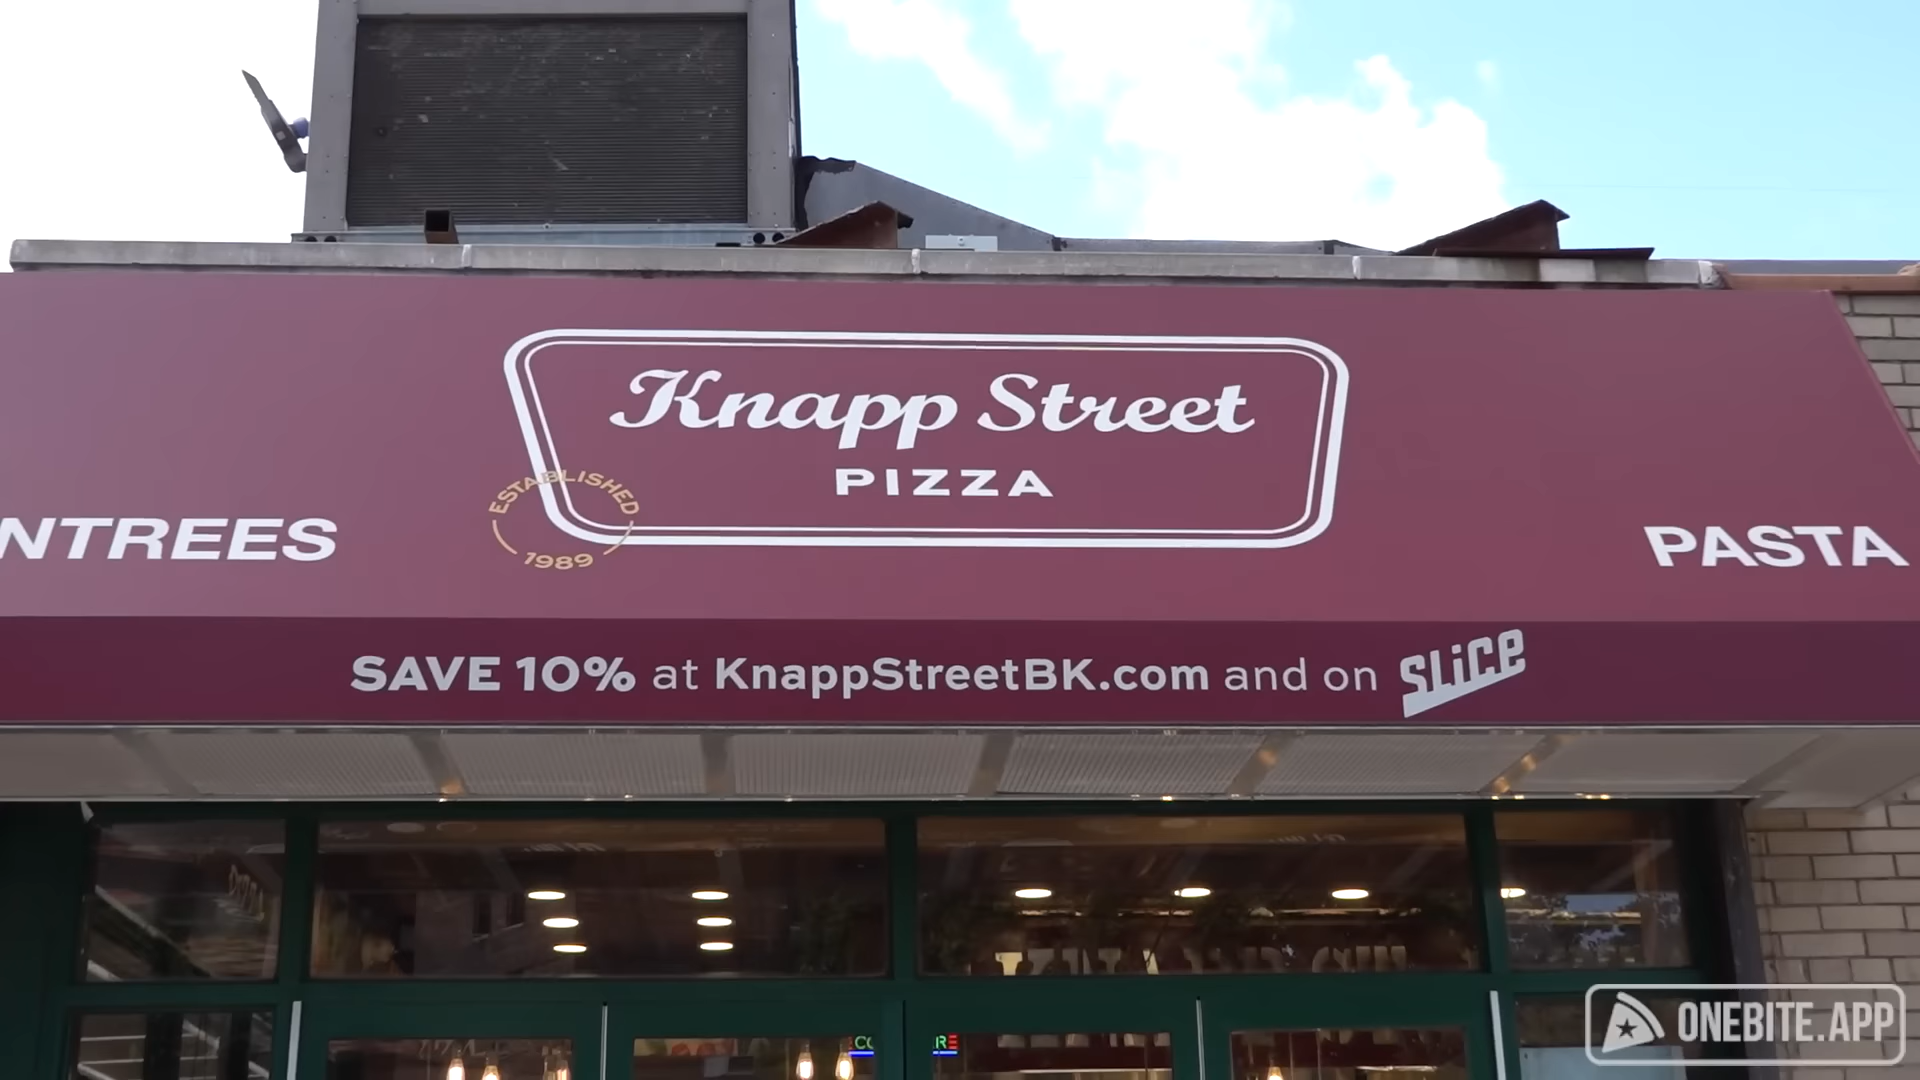 Knapp Street
PIZZA
ESTABLISHED
1989
NTREES
PASTA
SAVE 10% at KnappStreetBK.com and on SLiCE
ONEBITE.APP